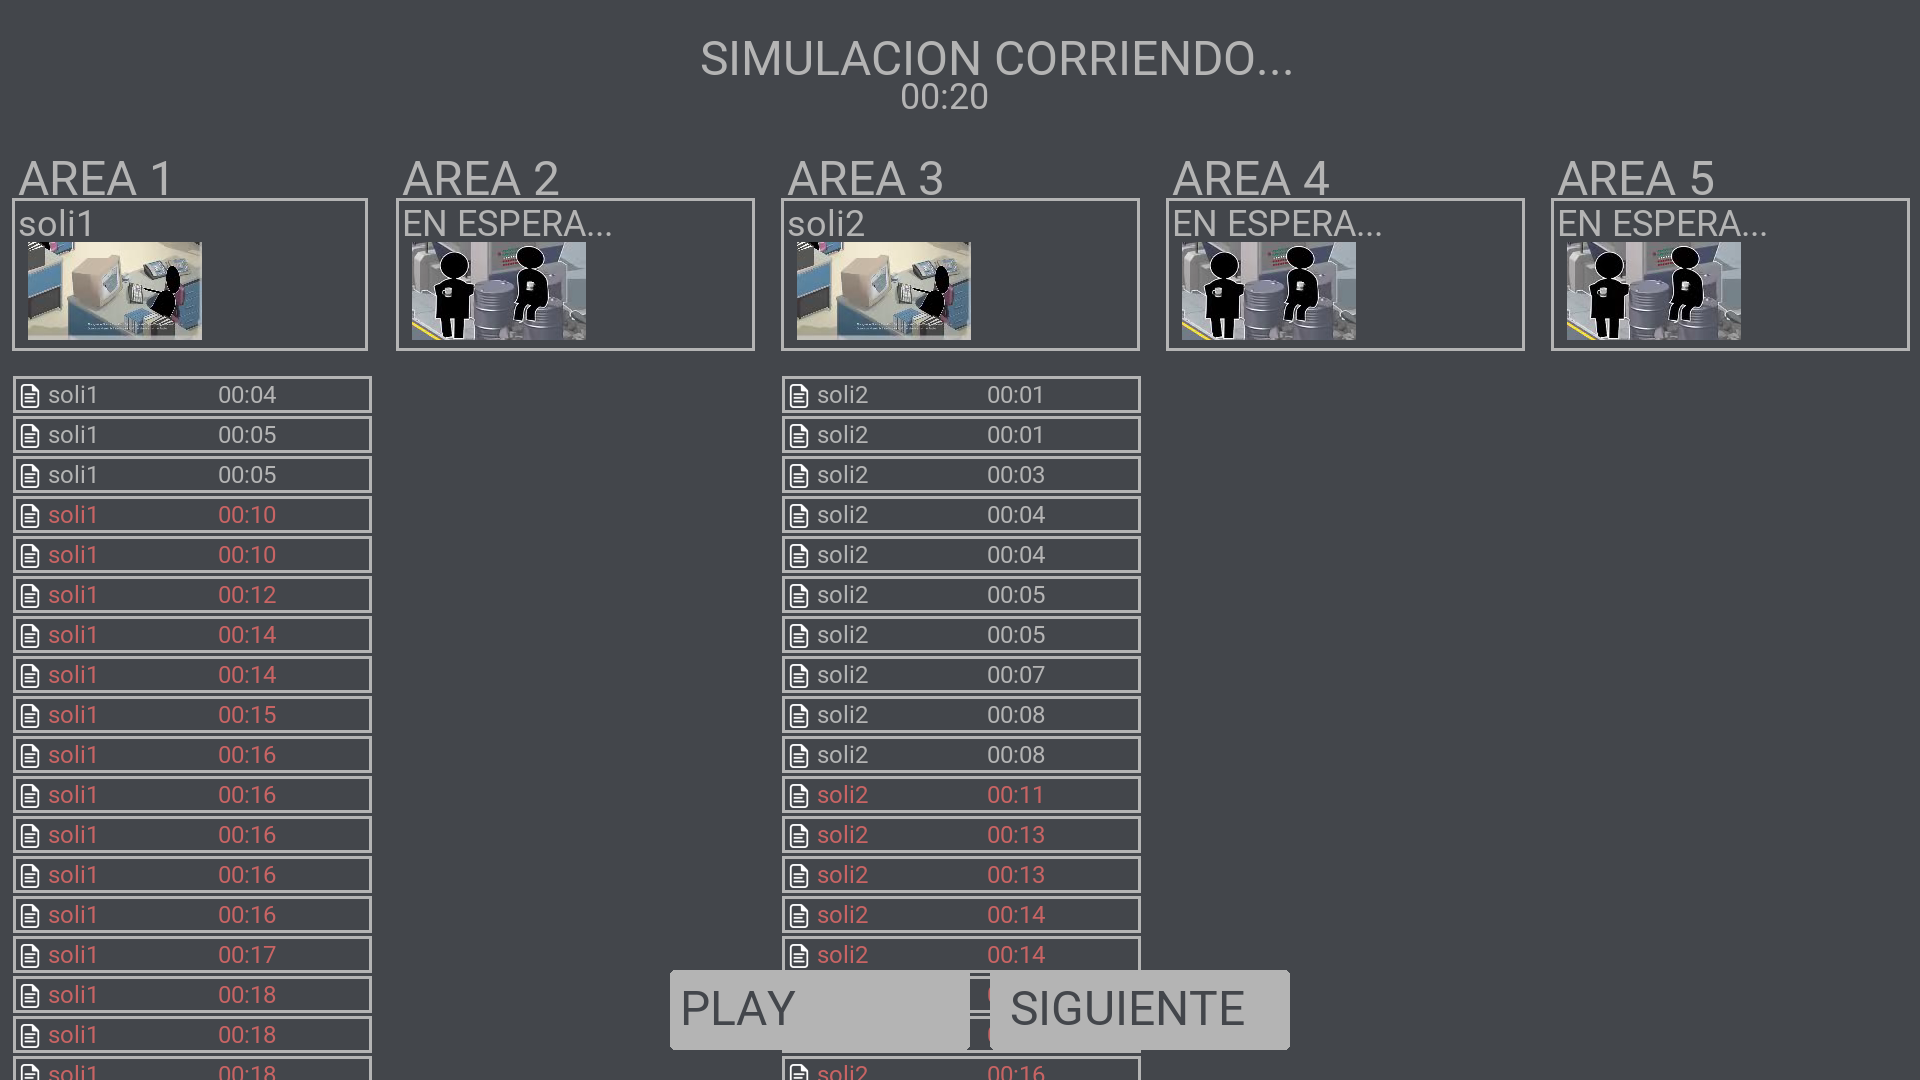 SIMULACION CORRIENDO...
00:20
AREA 1
soli1
soli1 00:04
soli1 00:05
soli1 00:05
soli1 00:10
soli1 00:10
soli1 00:12
soli1 00:14
soli1 00:14
soli1 00:15
soli1 00:16
soli1 00:16
soli1 00:16
soli1 00:16
soli1 00:16
soli1 00:17
soli1 00:18
soli1 00:18
soli1 00:18
AREA 2
EN ESPERA...
AREA 3
soli2
soli2 00:01
soli2 00:01
soli2 00:03
soli2 00:04
soli2 00:04
soli2 00:05
soli2 00:05
soli2 00:07
soli2 00:08
soli2 00:08
soli2 00:11
soli2 00:13
soli2 00:13
soli2 00:14
soli2 00:14
soli2 00:16
AREA 4
EN ESPERA...
AREA 5
EN ESPERA...
PLAY
SIGUIENTE